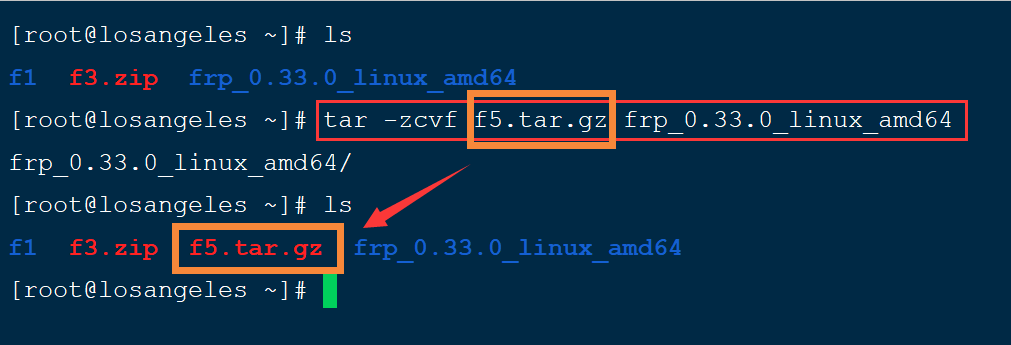 [root@losangeles ~]# ls
f1 f3.zip frp_0.33.0_linux_amd64
[root@losangeles ~]# tar -zcvf f5.tar.gz frp_0.33.0_linux_amd64
frp_0.33.0_linux_amd64/
[root@losangeles ~]# ls
f1 f3.zip f5.tar.gz frp_0.33.0_linux_amd64
[root@losangeles ~]#